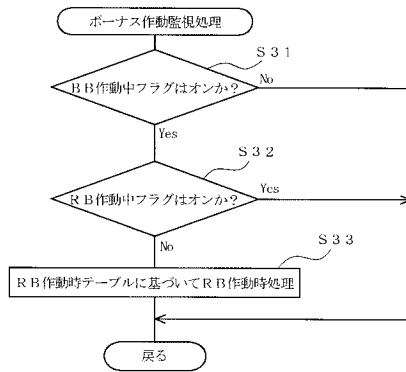 ボーナス作動監視処理
S31
BB作動中フラグはオンか?
No
Yes
S32
RB作動中フラグはオンか?
Yes
No
S33
RB作動時テーブルに基づいてRB作動時処理
戻る